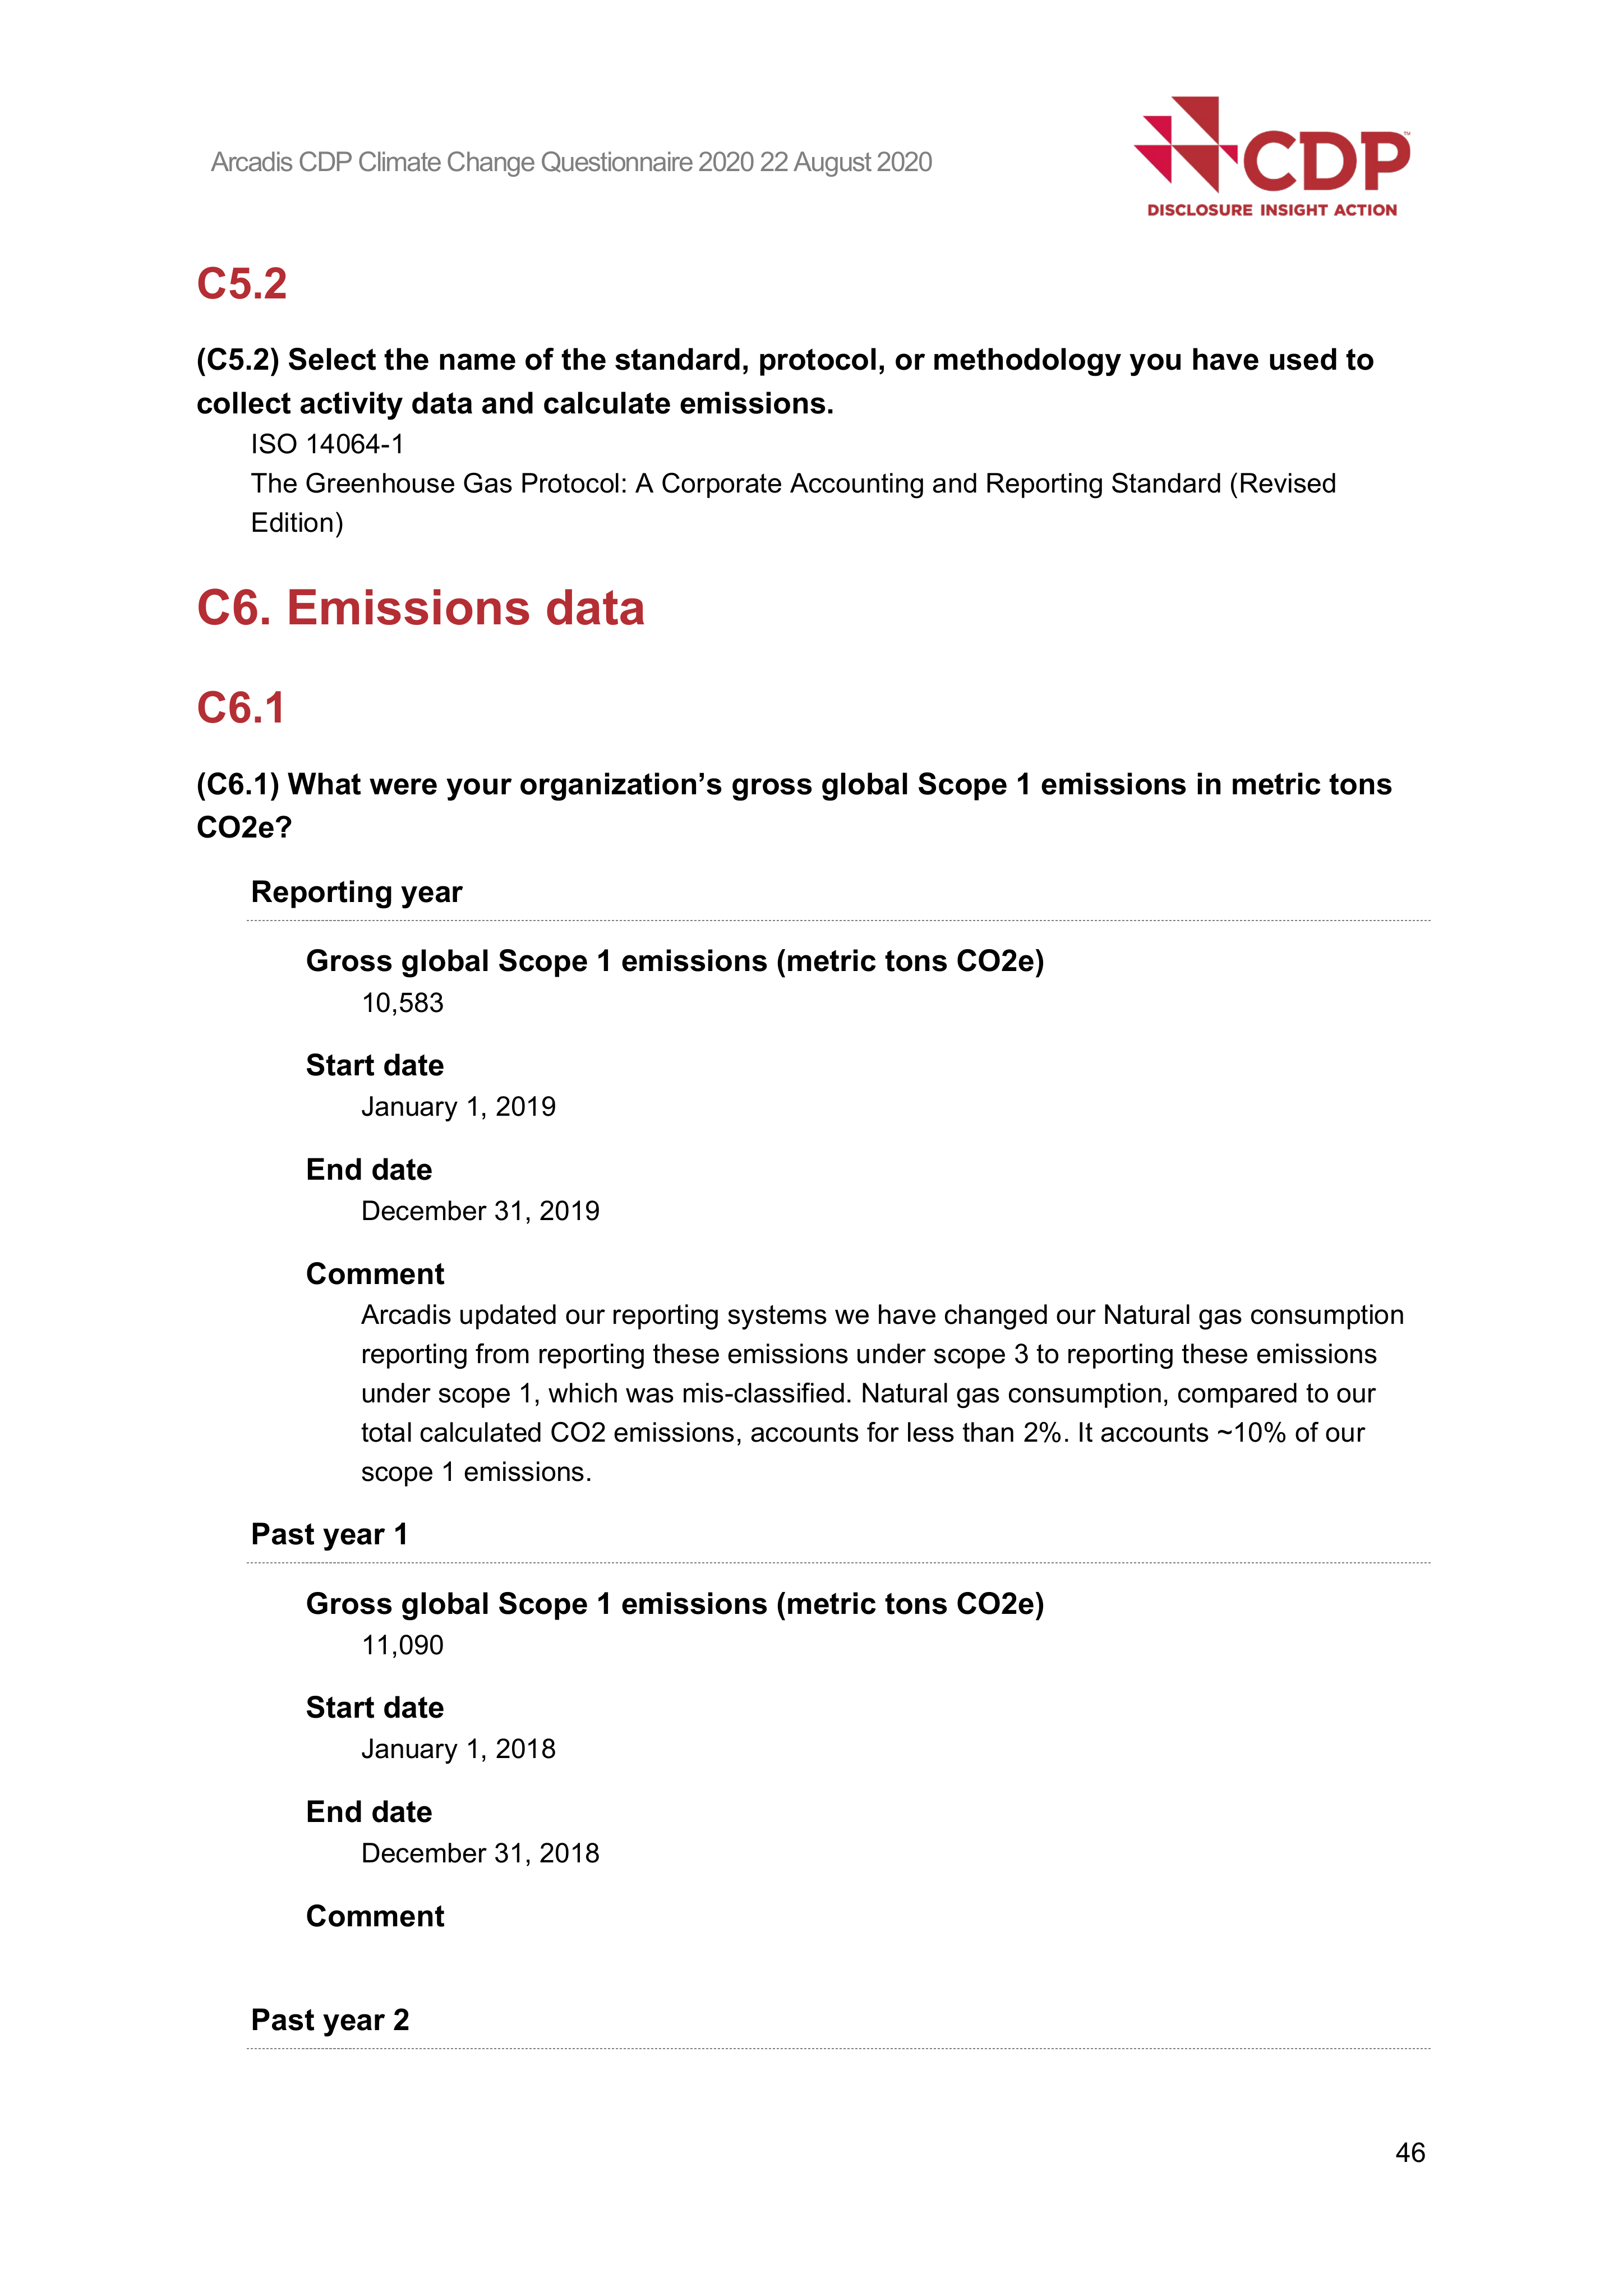 Arcadis CDP Climate Change Questionnaire 2020 22 August 2020
CDP™
DISCLOSURE INSIGHT ACTION
C5.2
(C5.2) Select the name of the standard, protocol, or methodology you have used to
collect activity data and calculate emissions.
ISO 14064-1
The Greenhouse Gas Protocol: A Corporate Accounting and Reporting Standard (Revised
Edition)
C6. Emissions data
C6.1
(C6.1) What were your organization’s gross global Scope 1 emissions in metric tons
CO2e?
Reporting year
Gross global Scope 1 emissions (metric tons CO2e)
10,583
Start date
January 1, 2019
End date
December 31, 2019
Comment
Arcadis updated our reporting systems we have changed our Natural gas consumption
reporting from reporting these emissions under scope 3 to reporting these emissions
under scope 1, which was mis-classified. Natural gas consumption, compared to our
total calculated CO2 emissions, accounts for less than 2%. It accounts ~10% of our
scope 1 emissions.
Past year 1
Gross global Scope 1 emissions (metric tons CO2e)
11,090
Start date
January 1, 2018
End date
December 31, 2018
Comment
Past year 2
46